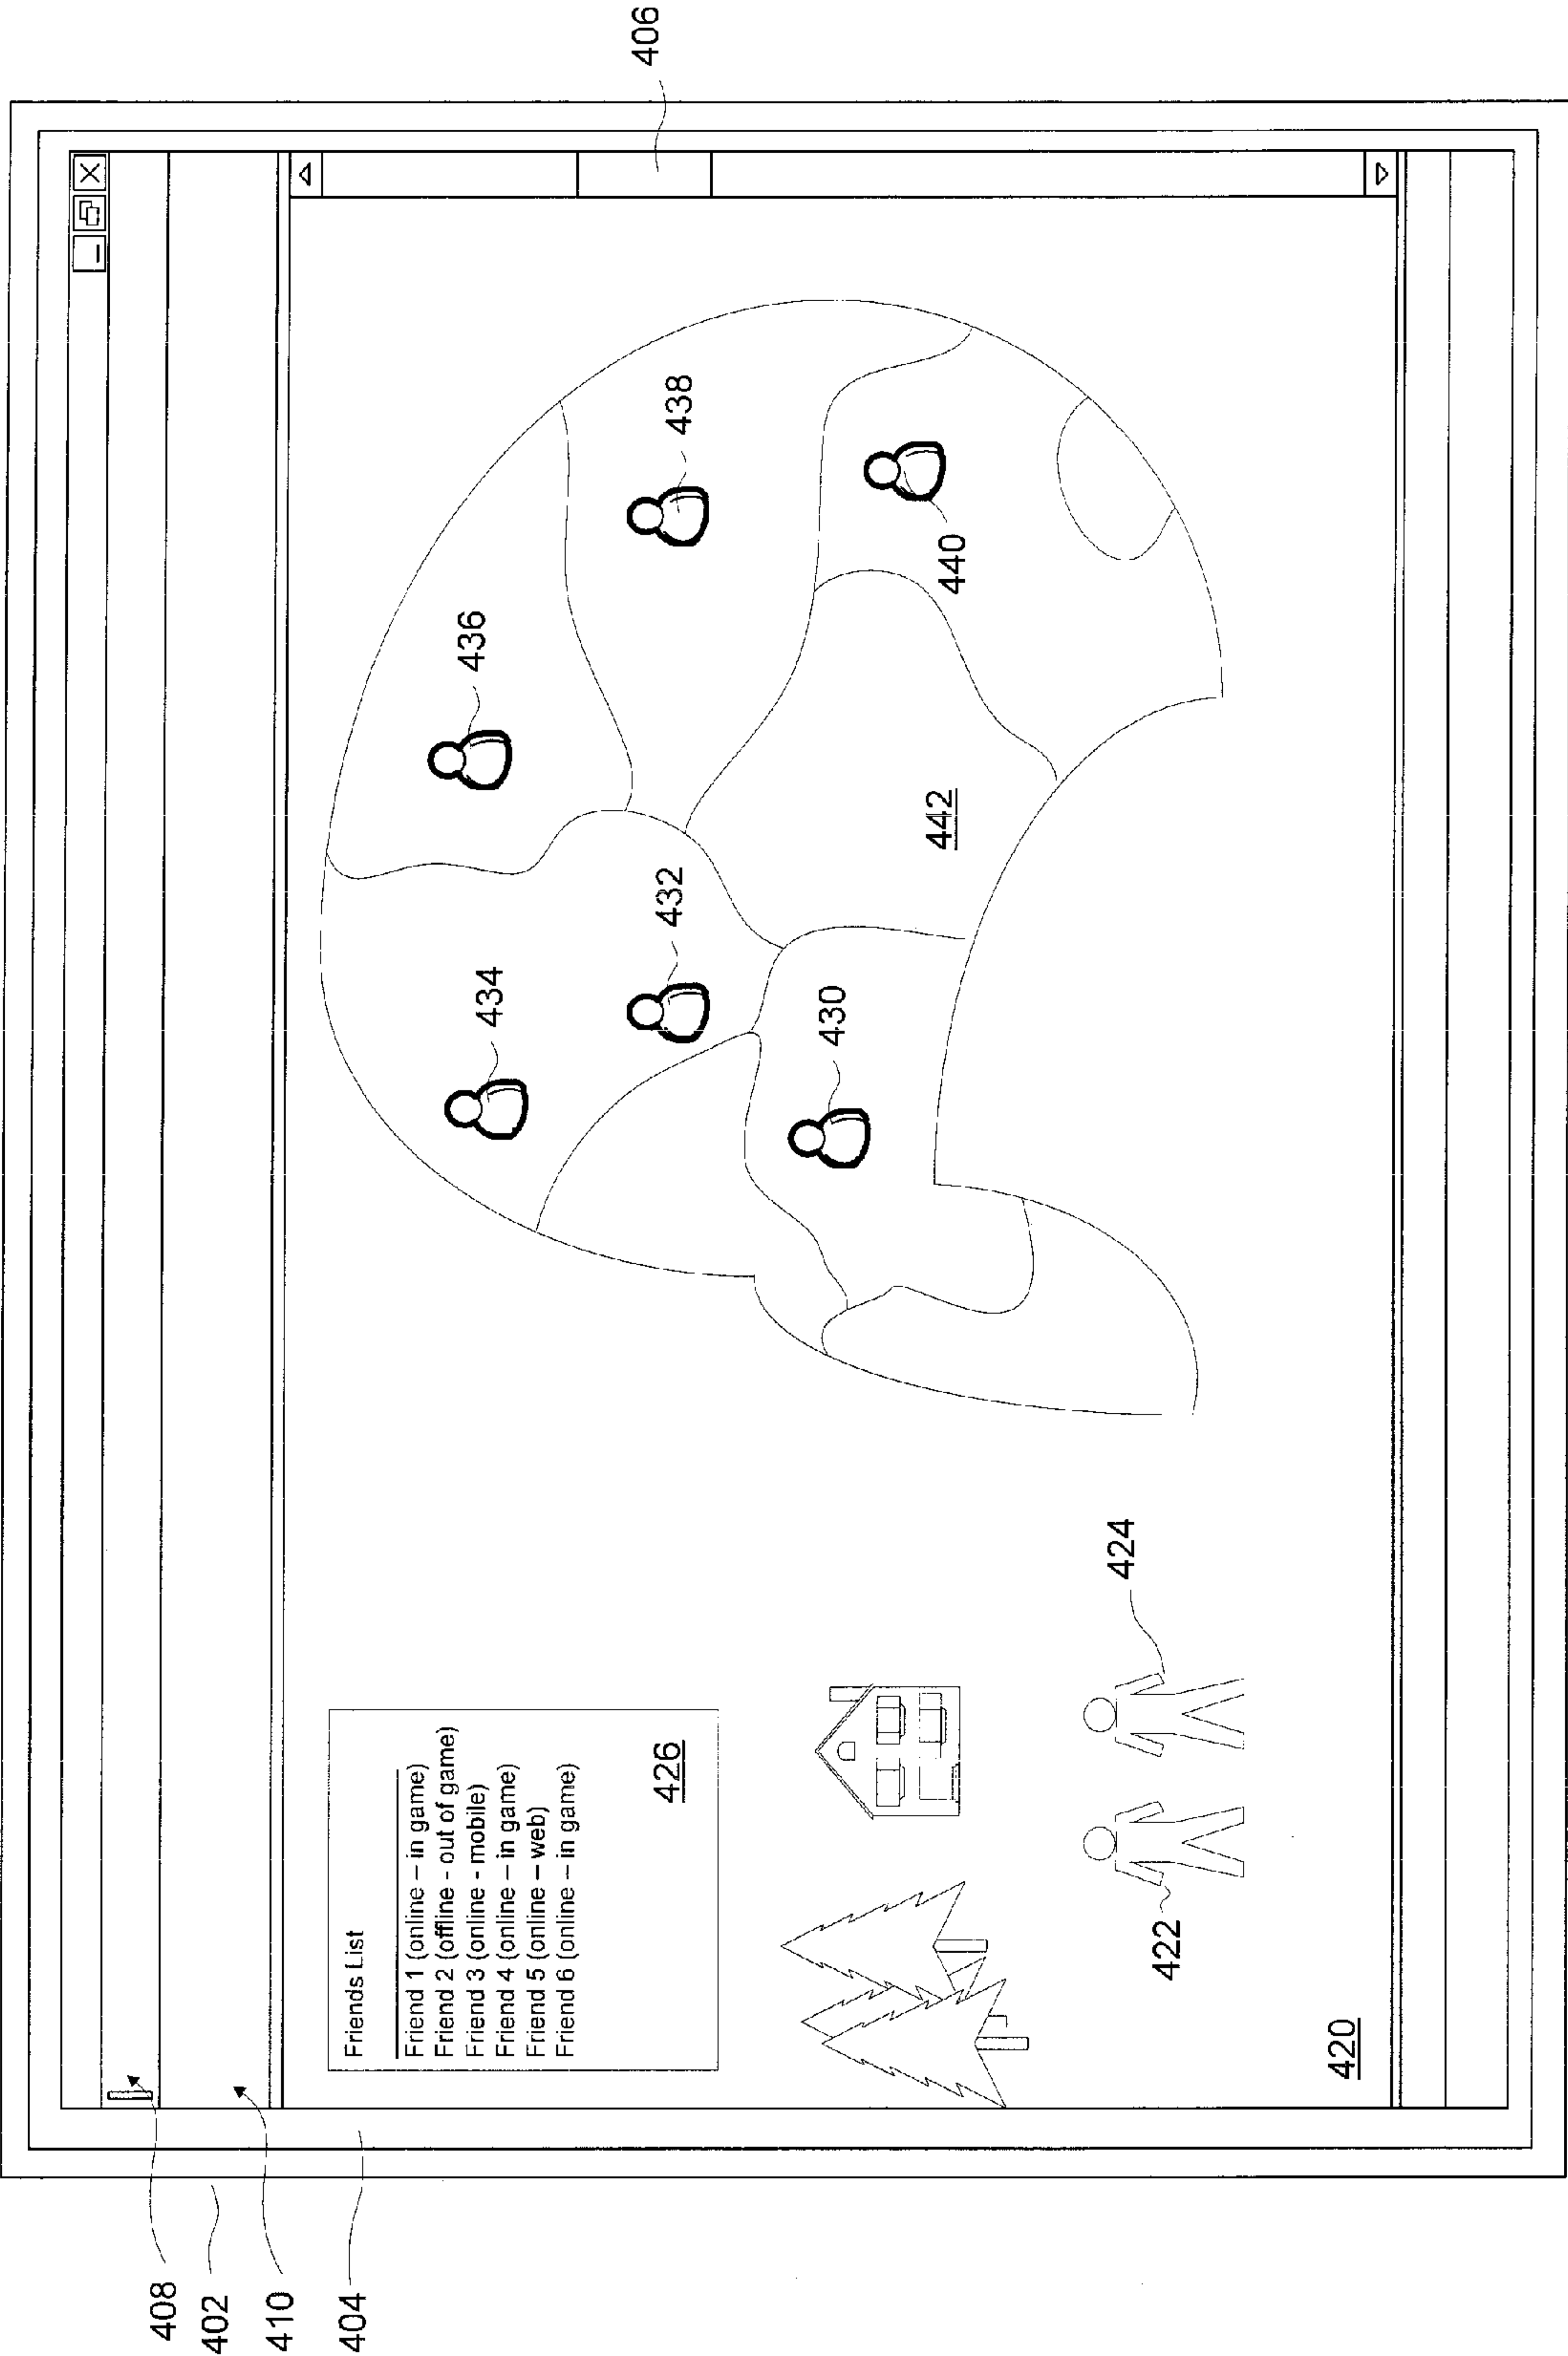 408
402
410
404
406
Friends List
Friend 1 (online – in game)
Friend 2 (offline - out of game)
Friend 3 (online - mobile)
Friend 4 (online – in game)
Friend 5 (online – web)
Friend 6 (online – in game)
426
434
436
432
438
430
442
440
422
424
420